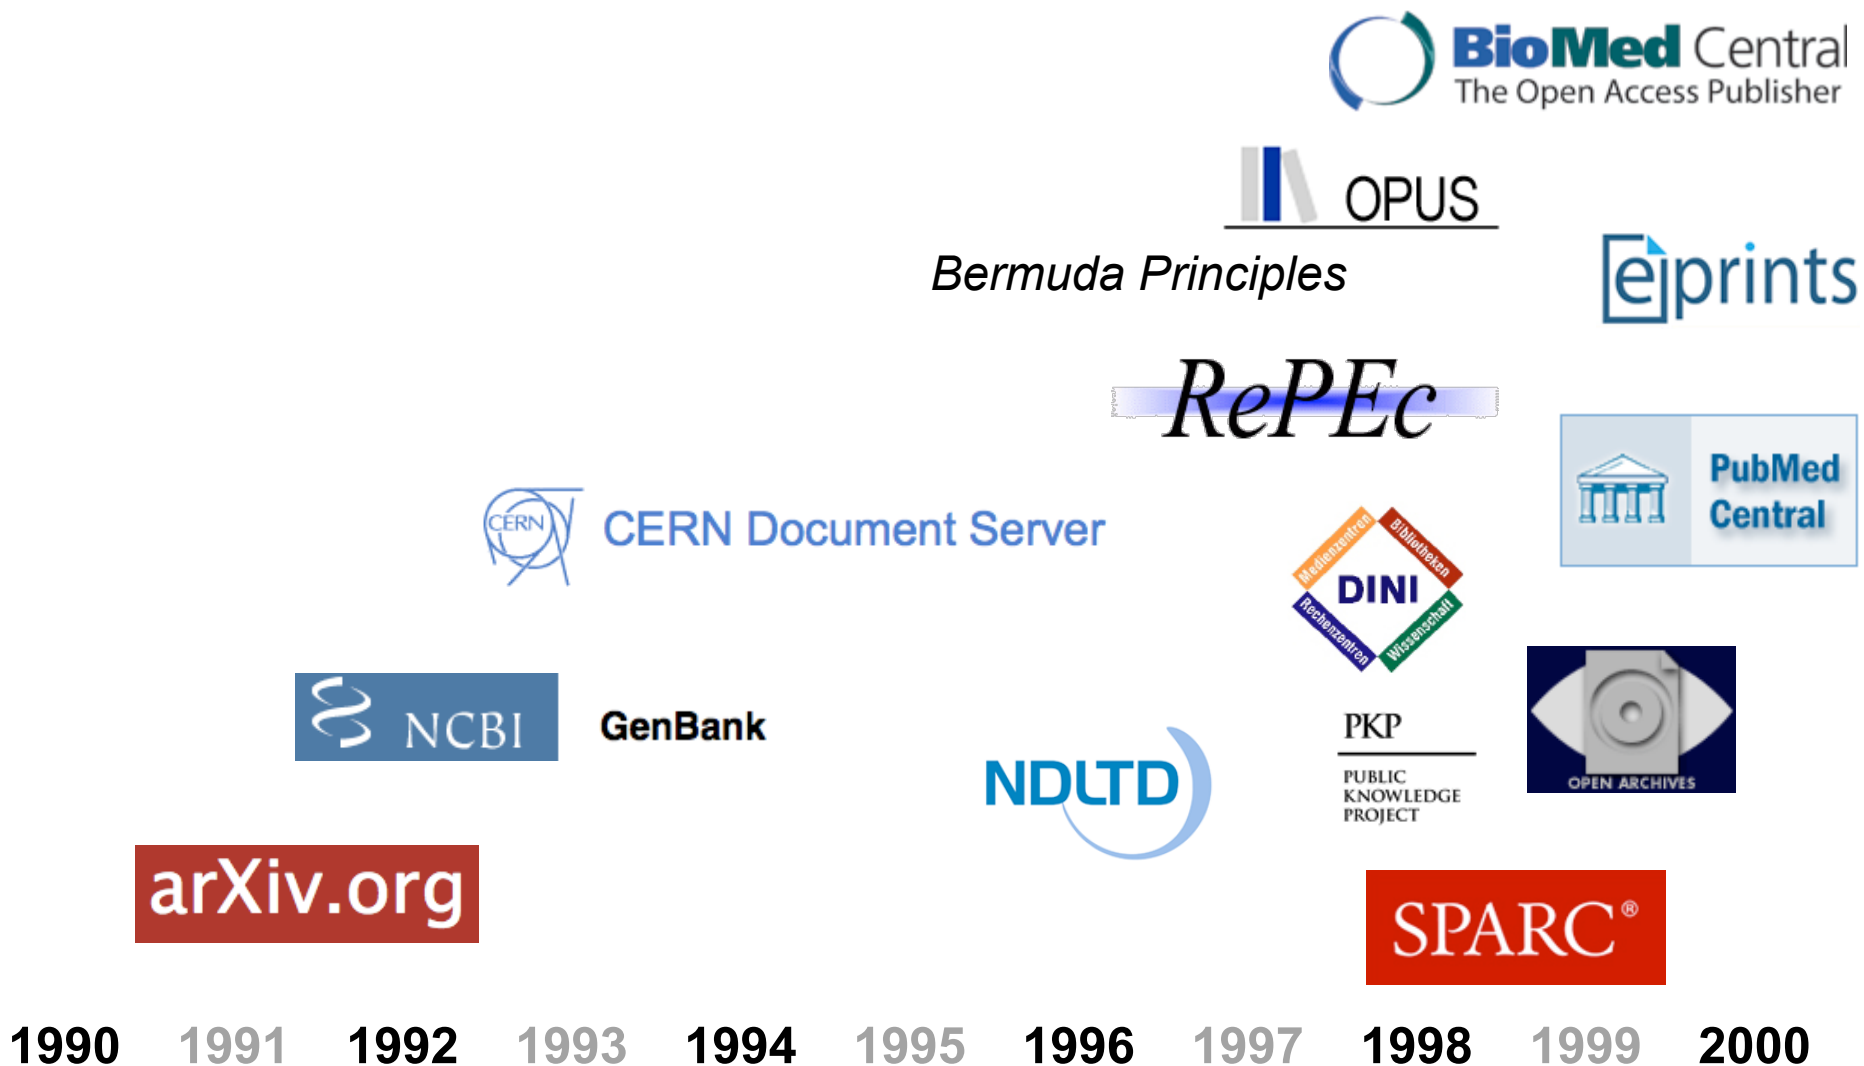 BioMed Central
The Open Access Publisher
OPUS
Bermuda Principles
eprints
RePEc
PubMed
Central
CERN
CERN Document Server
Medienzentren
Bibliotheken
DINI
Rechenzentren
Wissenschaft
NCBI
GenBank
PKP
PUBLIC
KNOWLEDGE
PROJECT
OPEN ARCHIVES
NDLTD
arXiv.org
SPARC®
1990 1991 1992 1993 1994 1995 1996 1997 1998 1999 2000